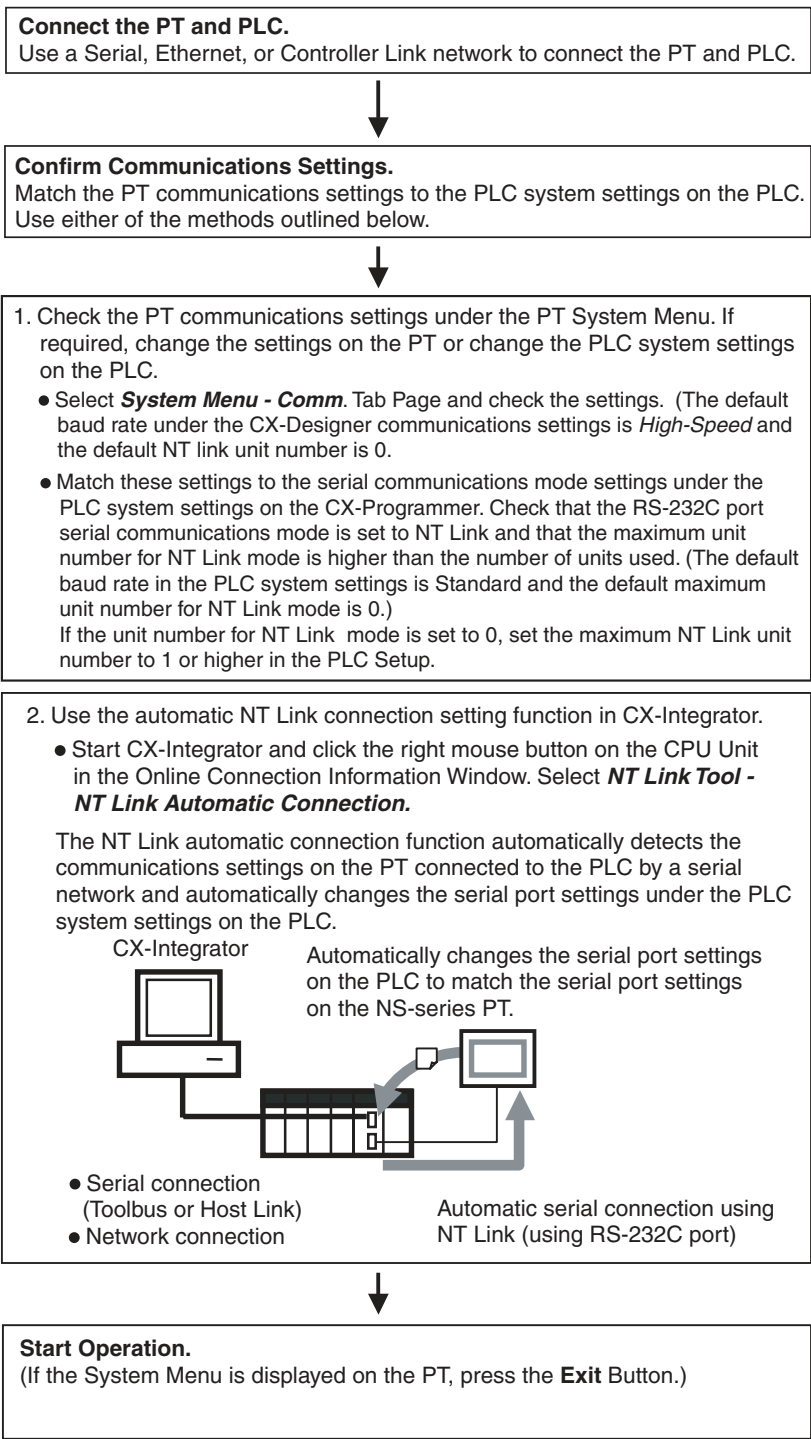 Connect the PT and PLC.
Use a Serial, Ethernet, or Controller Link network to connect the PT and PLC.
Confirm Communications Settings.
Match the PT communications settings to the PLC system settings on the PLC.
Use either of the methods outlined below.
1. Check the PT communications settings under the PT System Menu. If
required, change the settings on the PT or change the PLC system settings
on the PLC.
● Select System Menu - Comm. Tab Page and check the settings. (The default
baud rate under the CX-Designer communications settings is High-Speed and
the default NT link unit number is 0.
● Match these settings to the serial communications mode settings under the
PLC system settings on the CX-Programmer. Check that the RS-232C port
serial communications mode is set to NT Link and that the maximum unit
number for NT Link mode is higher than the number of units used. (The default
baud rate in the PLC system settings is Standard and the default maximum
unit number for NT Link mode is 0.)
If the unit number for NT Link mode is set to 0, set the maximum NT Link unit
number to 1 or higher in the PLC Setup.
2. Use the automatic NT Link connection setting function in CX-Integrator.
● Start CX-Integrator and click the right mouse button on the CPU Unit
in the Online Connection Information Window. Select NT Link Tool -
NT Link Automatic Connection.
The NT Link automatic connection function automatically detects the
communications settings on the PT connected to the PLC by a serial
network and automatically changes the serial port settings under the PLC
system settings on the PLC.
CX-Integrator
Automatically changes the serial port settings
on the PLC to match the serial port settings
on the NS-series PT.
● Serial connection
(Toolbus or Host Link)
● Network connection
Automatic serial connection using
NT Link (using RS-232C port)
Start Operation.
(If the System Menu is displayed on the PT, press the Exit Button.)